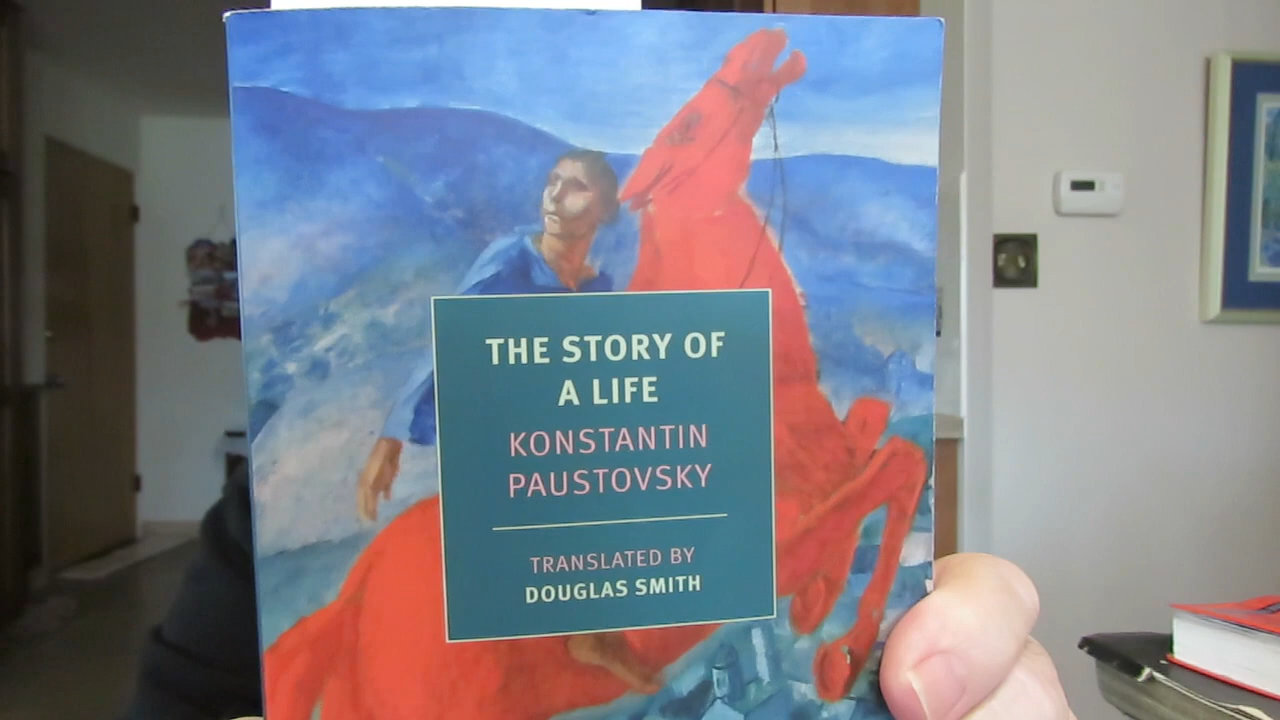 THE STORY OF
A LIFE
KONSTANTIN
PAUSTOVSKY
TRANSLATED BY
DOUGLAS SMITH